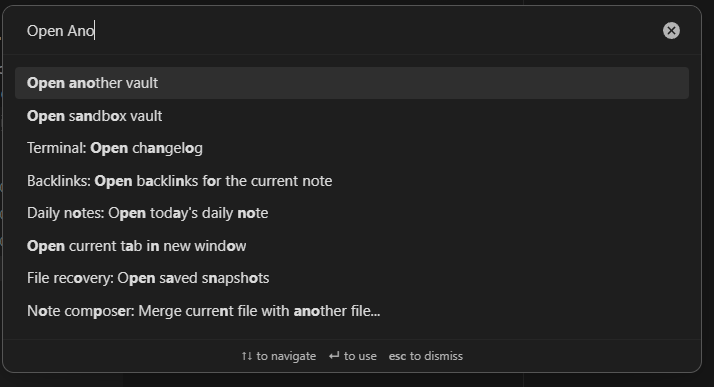 Open Ano
Open another vault
Open sandbox vault
Terminal: Open changelog
Backlinks: Open backlinks for the current note
Daily notes: Open today's daily note
Open current tab in new window
File recovery: Open saved snapshots
Note composer: Merge current file with another file...
↑↓ to navigate ↵ to use esc to dismiss